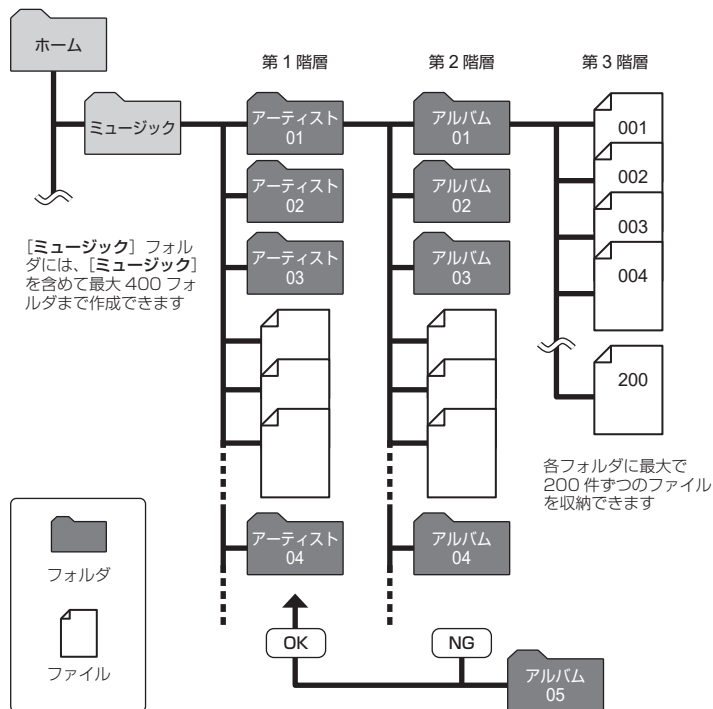 ホーム
第 1 階層
第 2 階層
第 3 階層
ミュージック
アーティスト
01
アルバム
01
001
アーティスト
02
アルバム
02
002
アーティスト
03
アルバム
03
003
004
200
［ミュージック］フォル
ダには、［ミュージック］
を含めて最大 400 フォ
ルダまで作成できます
各フォルダに最大で
200 件ずつのファイル
を収納できます
アーティスト
04
アルバム
04
フォルダ
ファイル
OK
NG
アルバム
05